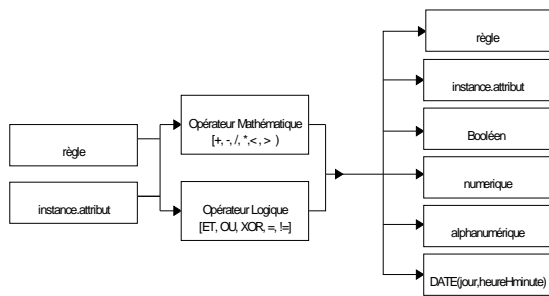 règle
instance.attribut
Opérateur Mathématique
[+, -, /, *,< , > )
Opérateur Logique
[ET, OU, XOR, =, !=]
règle
instance.attribut
Booléen
numerique
alphanumérique
DATE(jour,heureHminute)